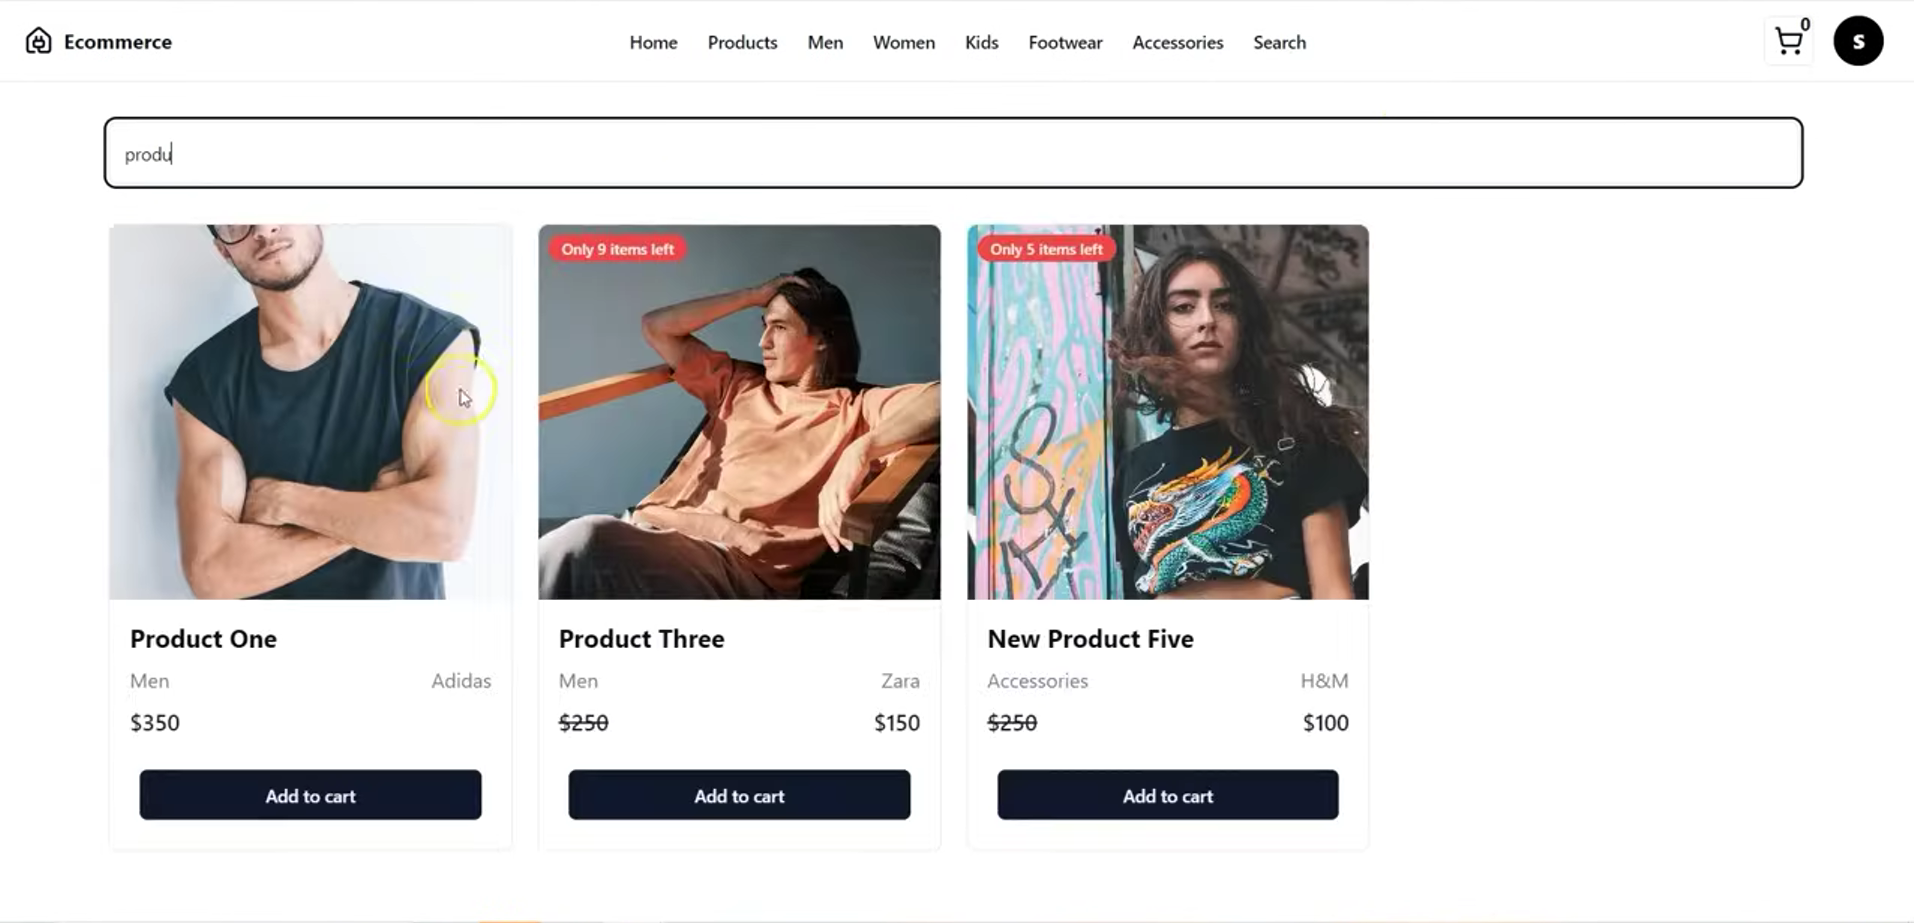 Ecommerce
Home Products Men Women Kids Footwear Accessories Search
0
S
produ
Only 9 items left
Only 5 items left
Product One
Men Adidas
$350
Add to cart
Product Three
Men Zara
$250 $150
Add to cart
New Product Five
Accessories H&M
$250 $100
Add to cart